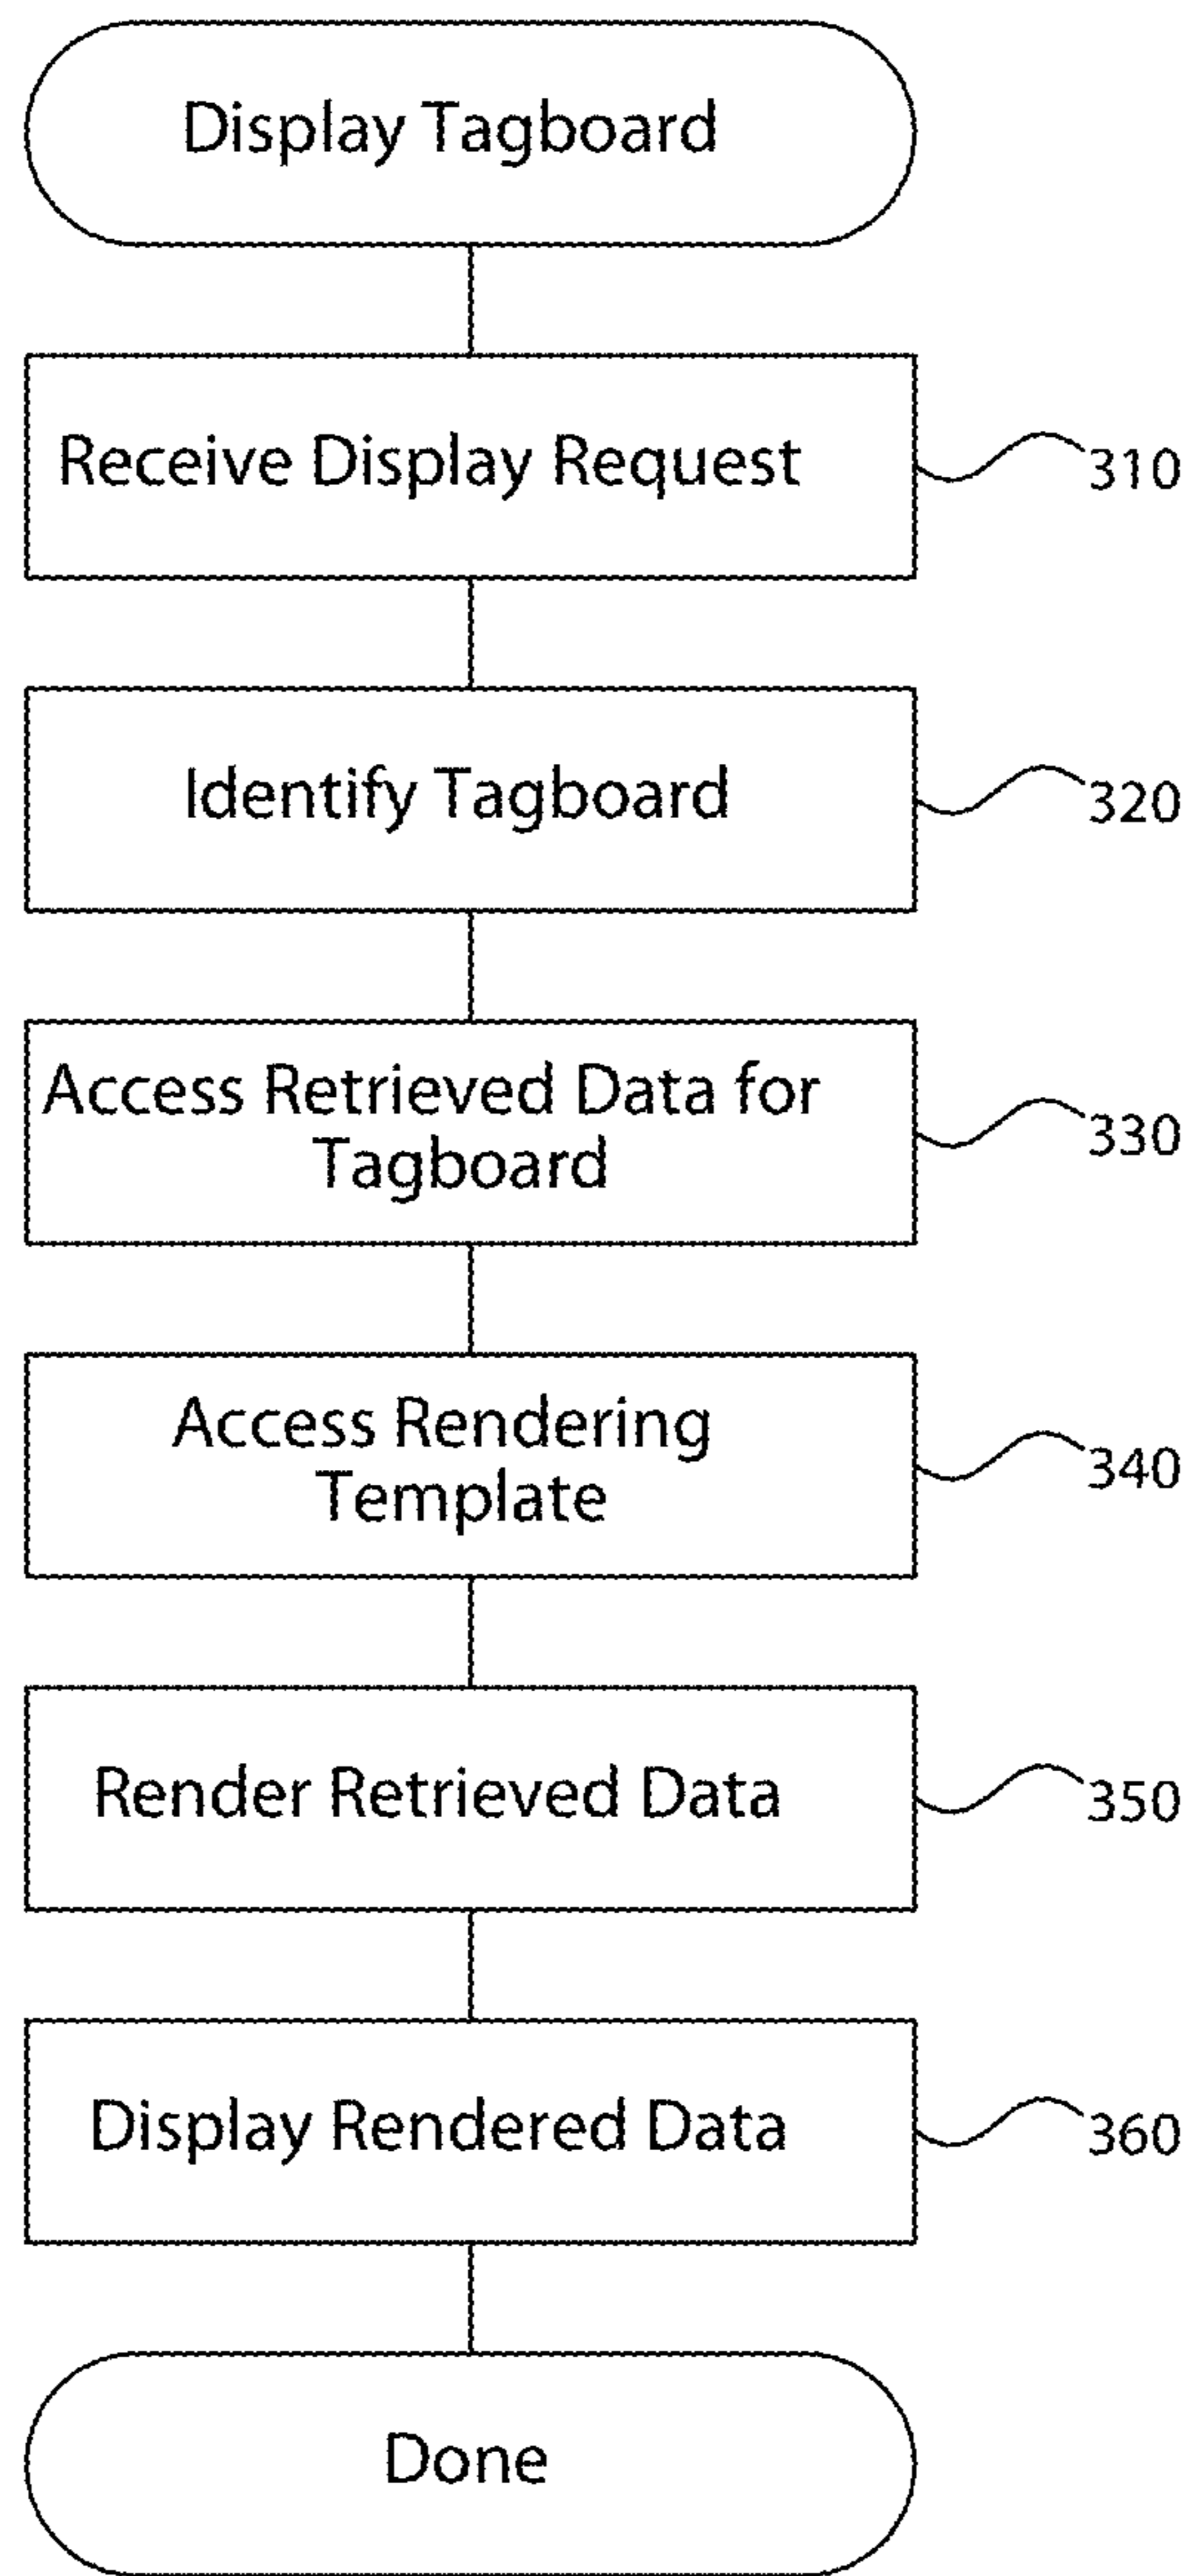 Display Tagboard
Receive Display Request
310
Identify Tagboard
320
Access Retrieved Data for
Tagboard
330
Access Rendering
Template
340
Render Retrieved Data
350
Display Rendered Data
360
Done